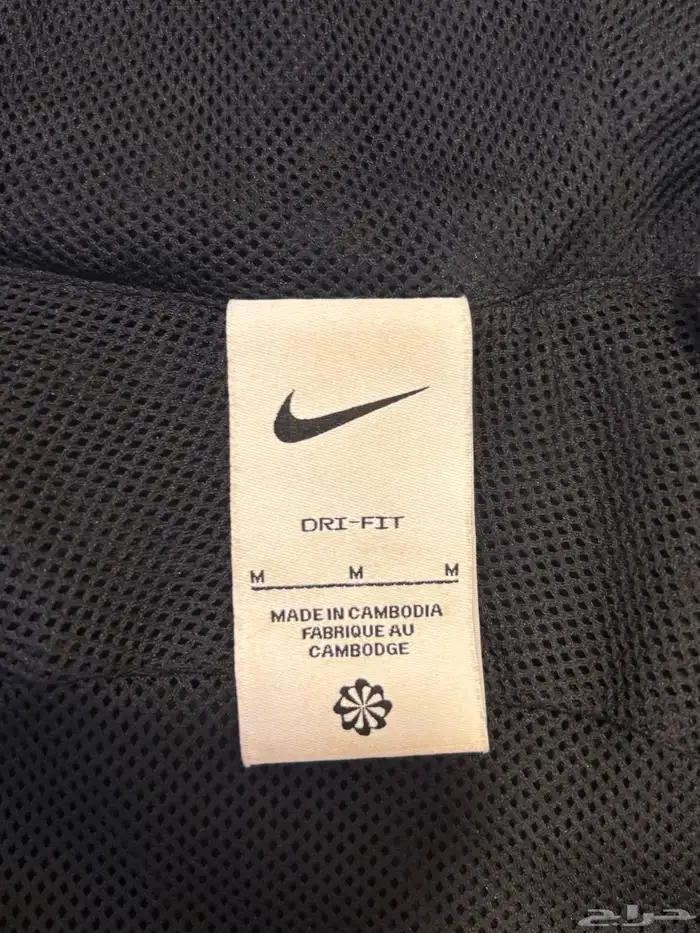 DRI-FIT
M M M
MADE IN CAMBODIA
FABRIQUE AU
CAMBODGE
حراج